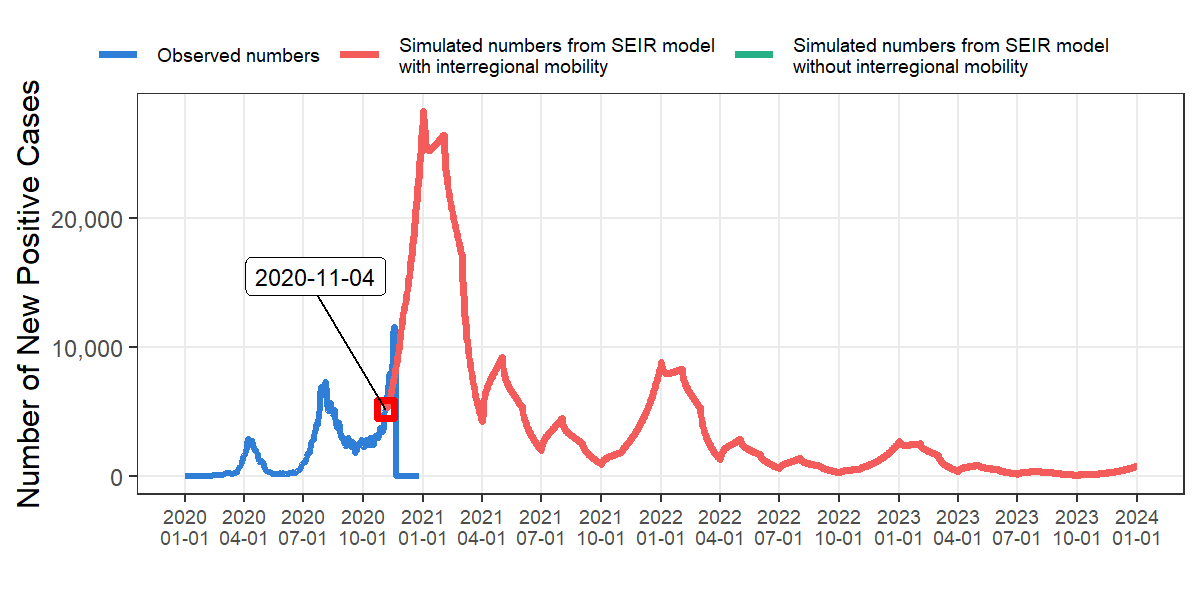 Observed numbers
Simulated numbers from SEIR model
with interregional mobility
Simulated numbers from SEIR model
without interregional mobility
Number of New Positive Cases
20,000
10,000
0
2020-11-04
2020 2020 2020 2020 2021 2021 2021 2021 2022 2022 2022 2022 2023 2023 2023 2023 2024
01-01 04-01 07-01 10-01 01-01 04-01 07-01 10-01 01-01 04-01 07-01 10-01 01-01 04-01 07-01 10-01 01-01